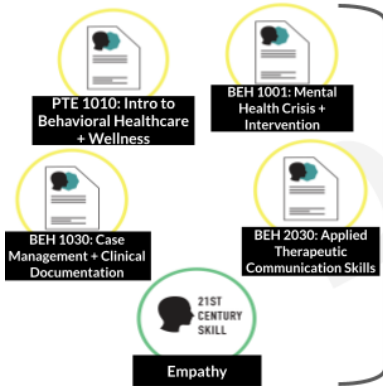 PTE 1010: Intro to
Behavioral Healthcare
+ Wellness
BEH 1001: Mental
Health Crisis +
Intervention
BEH 1030: Case
Management + Clinical
Documentation
BEH 2030: Applied
Therapeutic
Communication Skills
21ST
CENTURY
SKILL
Empathy